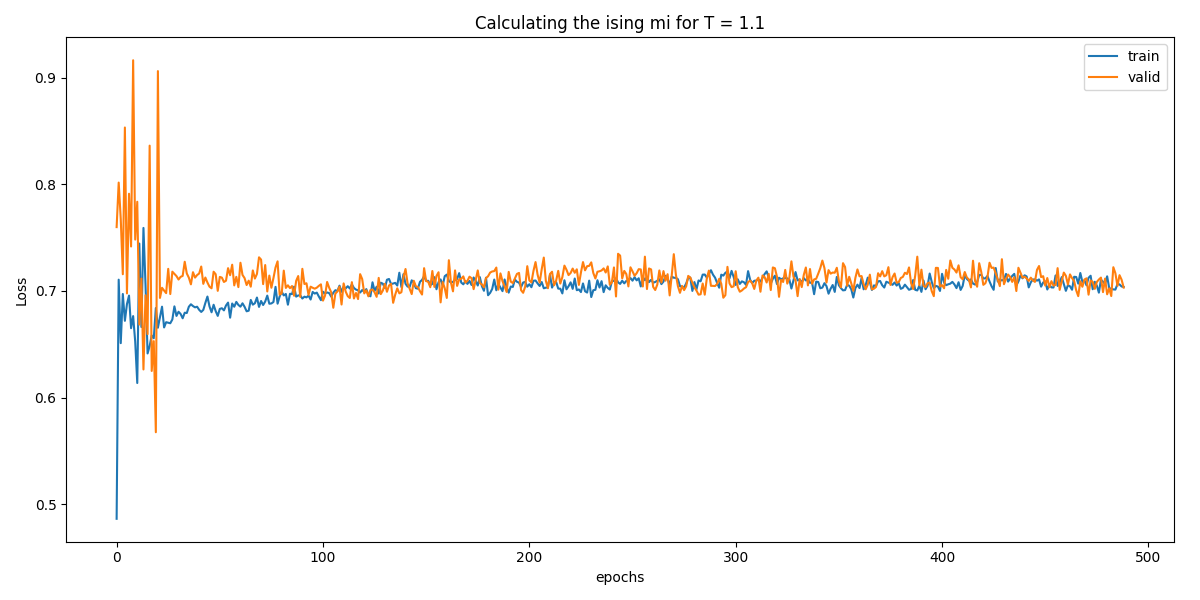 Calculating the ising mi for T = 1.1
train
valid
Loss
0.9
0.8
0.7
0.6
0.5
0
100
200
300
400
500
epochs